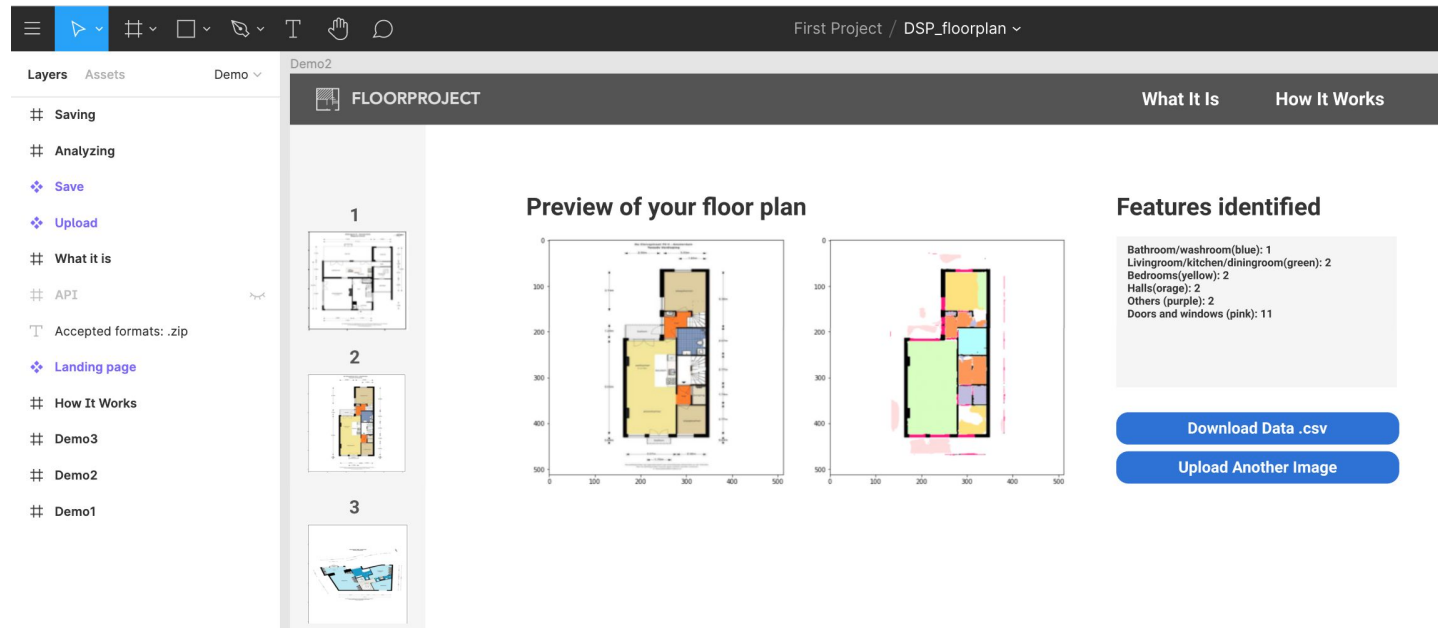 First Project / DSP_floorplan
Layers Assets Demo
Saving
Analyzing
Save
Upload
What it is
API
Accepted formats: .zip
Landing page
How It Works
Demo3
Demo2
Demo1
Demo2
FLOORPROJECT
What It Is How It Works
1
2
3
Preview of your floor plan
0
100
200
300
400
500
0 100 200 300 400 500
0
100
200
300
400
500
0 100 200 300 400 500
Features identified
Bathroom/washroom(blue): 1
Livingroom/kitchen/diningroom(green): 2
Bedrooms(yellow): 2
Halls(orage): 2
Others (purple): 2
Doors and windows (pink): 11
Download Data .csv
Upload Another Image